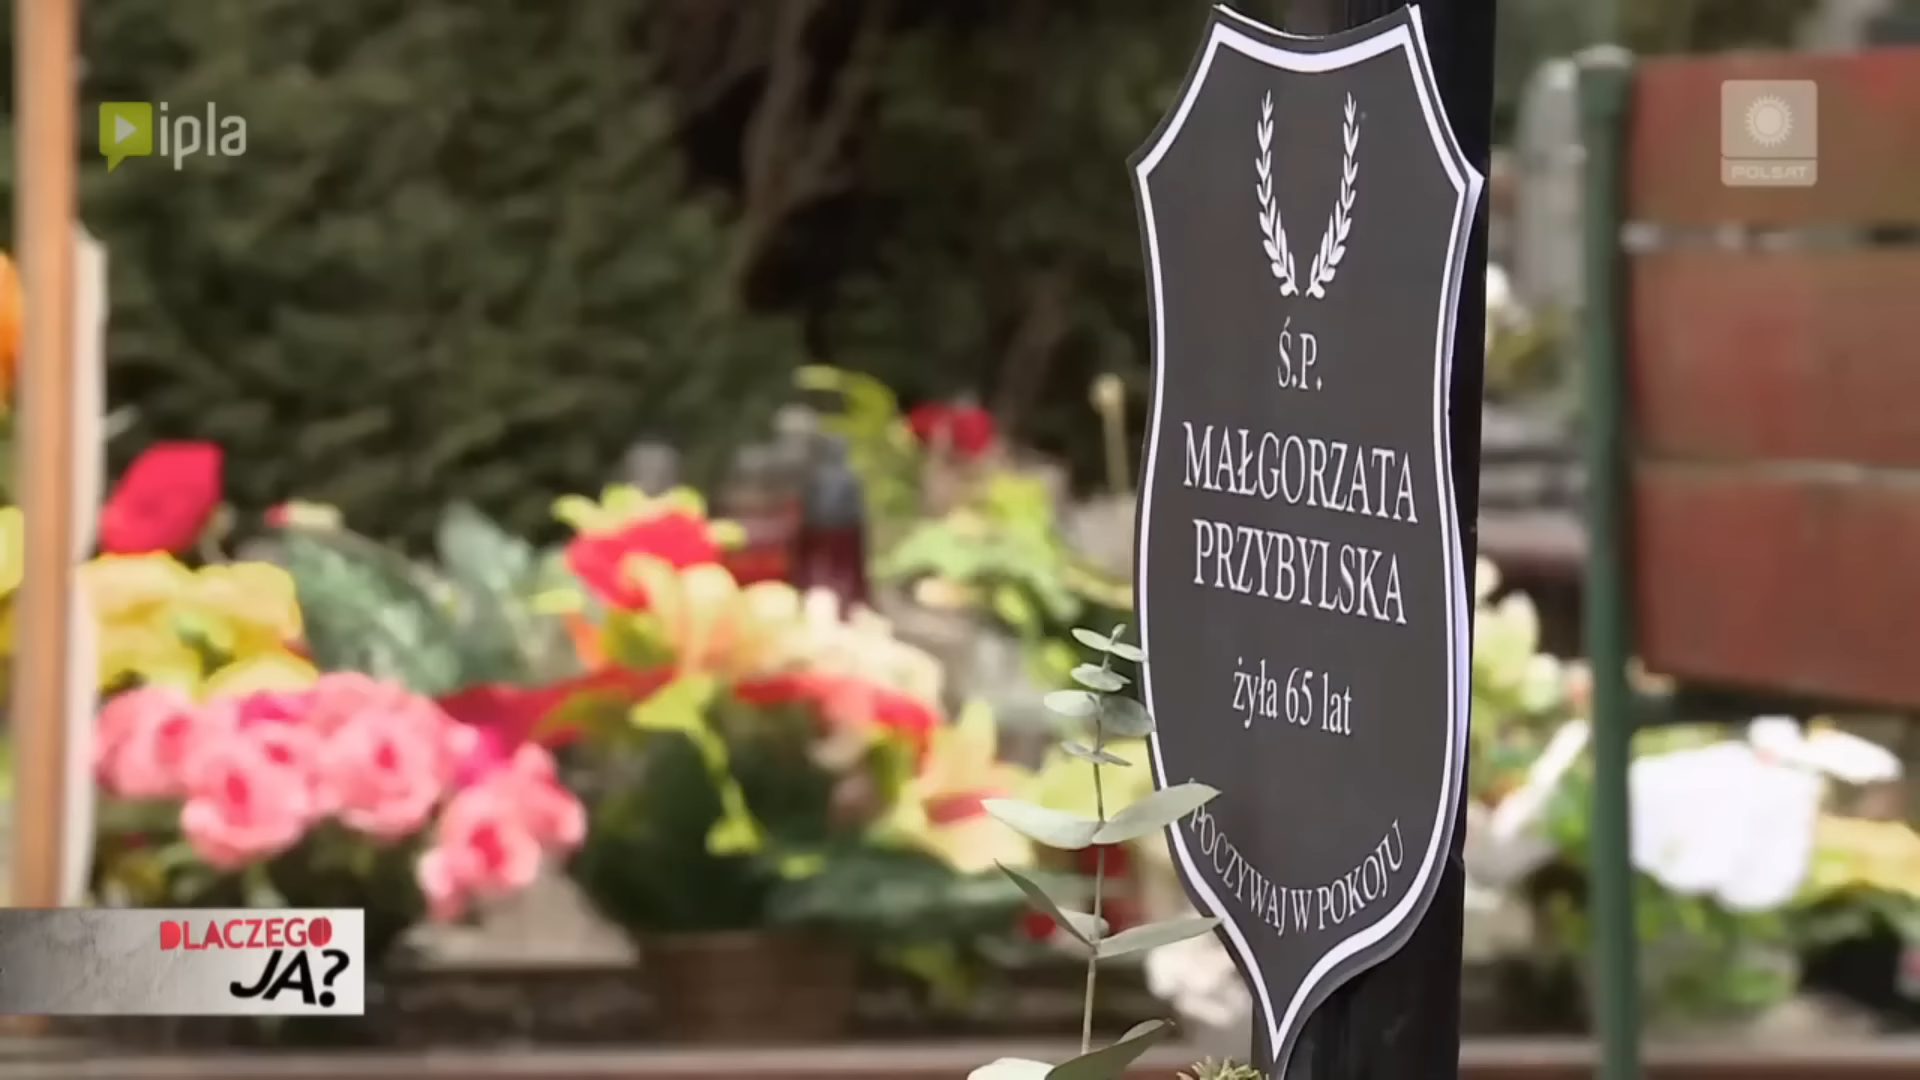 ipla
POLSAT
Ś.P.
MAŁGORZATA
PRZYBYLSKA
żyła 65 lat
POCZYWAJ W POKOJU
DLACZEGO
JA?